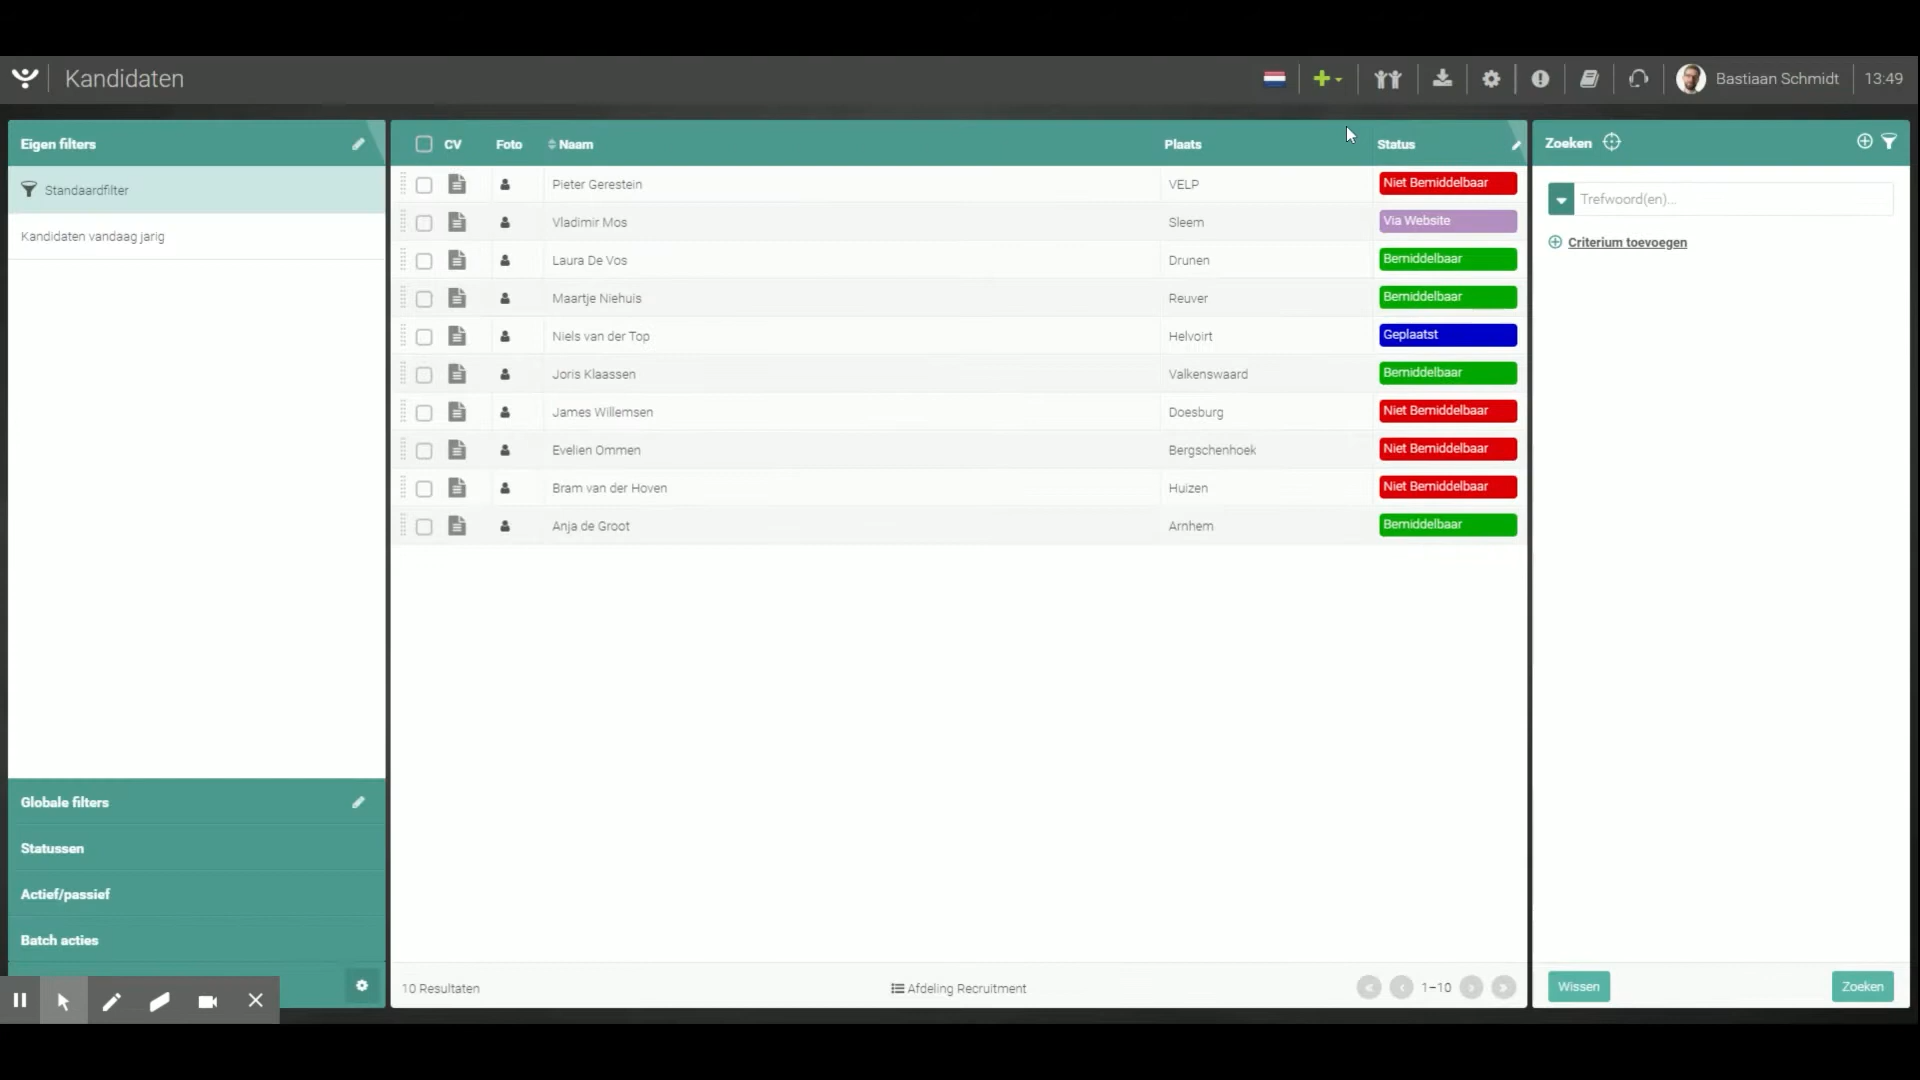 Kandidaten
Bastiaan Schmidt
13:49
Eigen filters
Standaardfilter
Kandidaten vandaag jarig
Globale filters
Statussen
Actief/passief
Batch acties
CV Foto Naam Plaats Status
Pieter Gerestein VELP Niet Bemiddelbaar
Vladimir Mos Sleem Via Website
Laura De Vos Drunen Bemiddelbaar
Maartje Niehuis Reuver Bemiddelbaar
Niels van der Top Helvoirt Geplaatst
Joris Klaassen Valkenswaard Bemiddelbaar
James Willemsen Doesburg Niet Bemiddelbaar
Evelien Ommen Bergschenhoek Niet Bemiddelbaar
Bram van der Hoven Huizen Niet Bemiddelbaar
Anja de Groot Arnhem Bemiddelbaar
10 Resultaten
Afdeling Recruitment
1–10
Zoeken
Trefwoord(en)...
Criterium toevoegen
Wissen
Zoeken